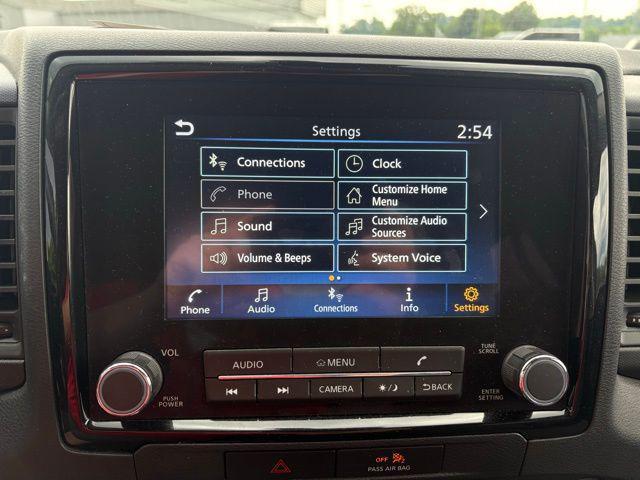 Settings
2:54
Connections
Clock
Phone
Customize Home
Menu
Sound
Customize Audio
Sources
Volume & Beeps
System Voice
Phone
Audio
Connections
Info
Settings
VOL
PUSH
POWER
AUDIO
MENU
CAMERA
BACK
TUNE
SCROLL
ENTER
SETTING
OFF
PASS AIR BAG